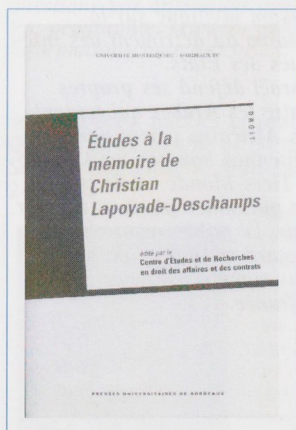 UNIVERSITÉ MONTESQUIEU - BORDEAUX IV
DROIT
Études à la
mémoire de
Christian
Lapoyade-Deschamps
édité par le
Centre d'Études et de Recherches
en droit des affaires et des contrats
PRESSES UNIVERSITAIRES DE BORDEAUX